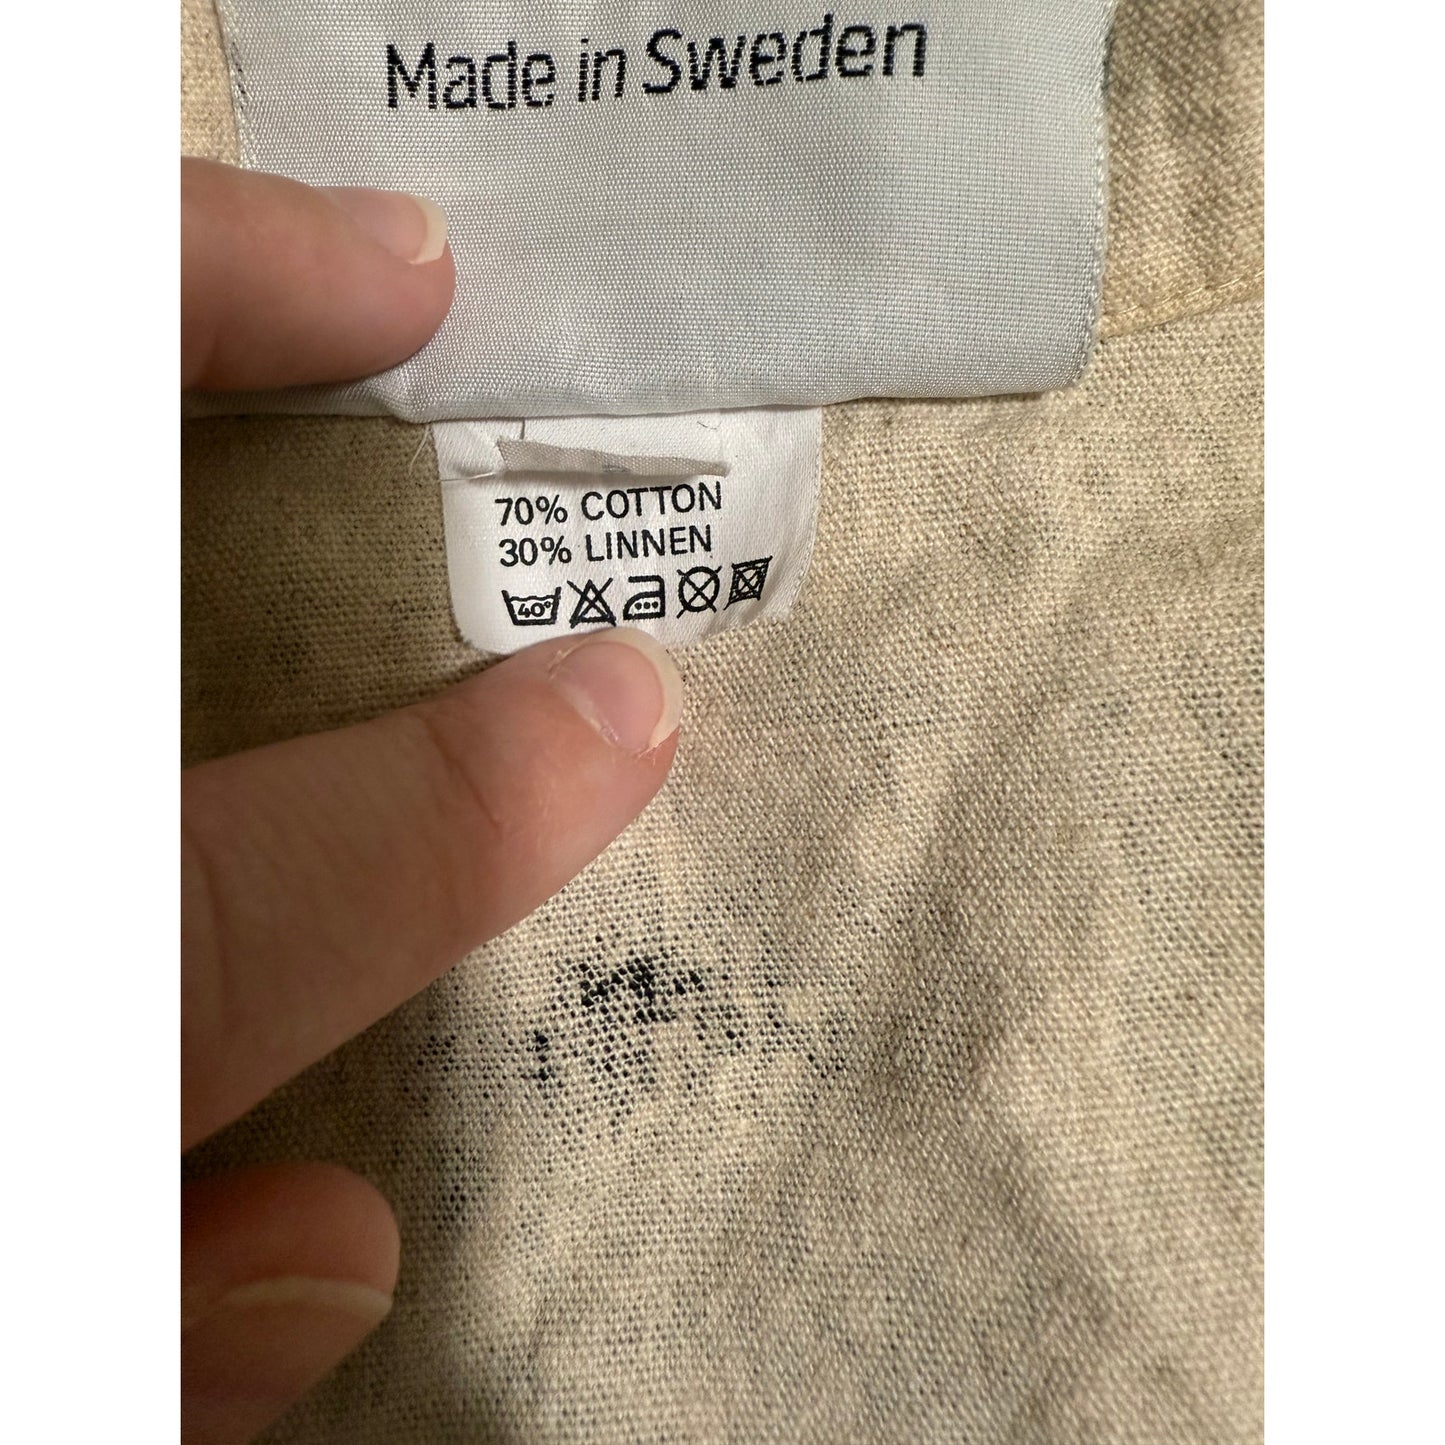 Made in Sweden
70% COTTON
30% LINNEN
40°